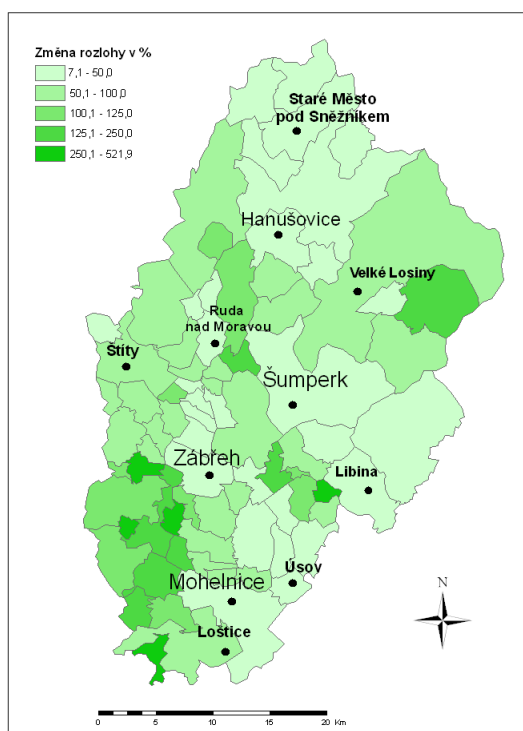 Změna rozlohy v %
7,1 - 50,0
50,1 - 100,0
100,1 - 125,0
125,1 - 250,0
250,1 - 521,9
Staré Město
pod Sněžníkem
Hanušovice
Velké Losiny
Ruda
nad Moravou
Štíty
Šumperk
Zábřeh
Libina
Úsov
Mohelnice
Loštice
N
0 5 10 20 Km